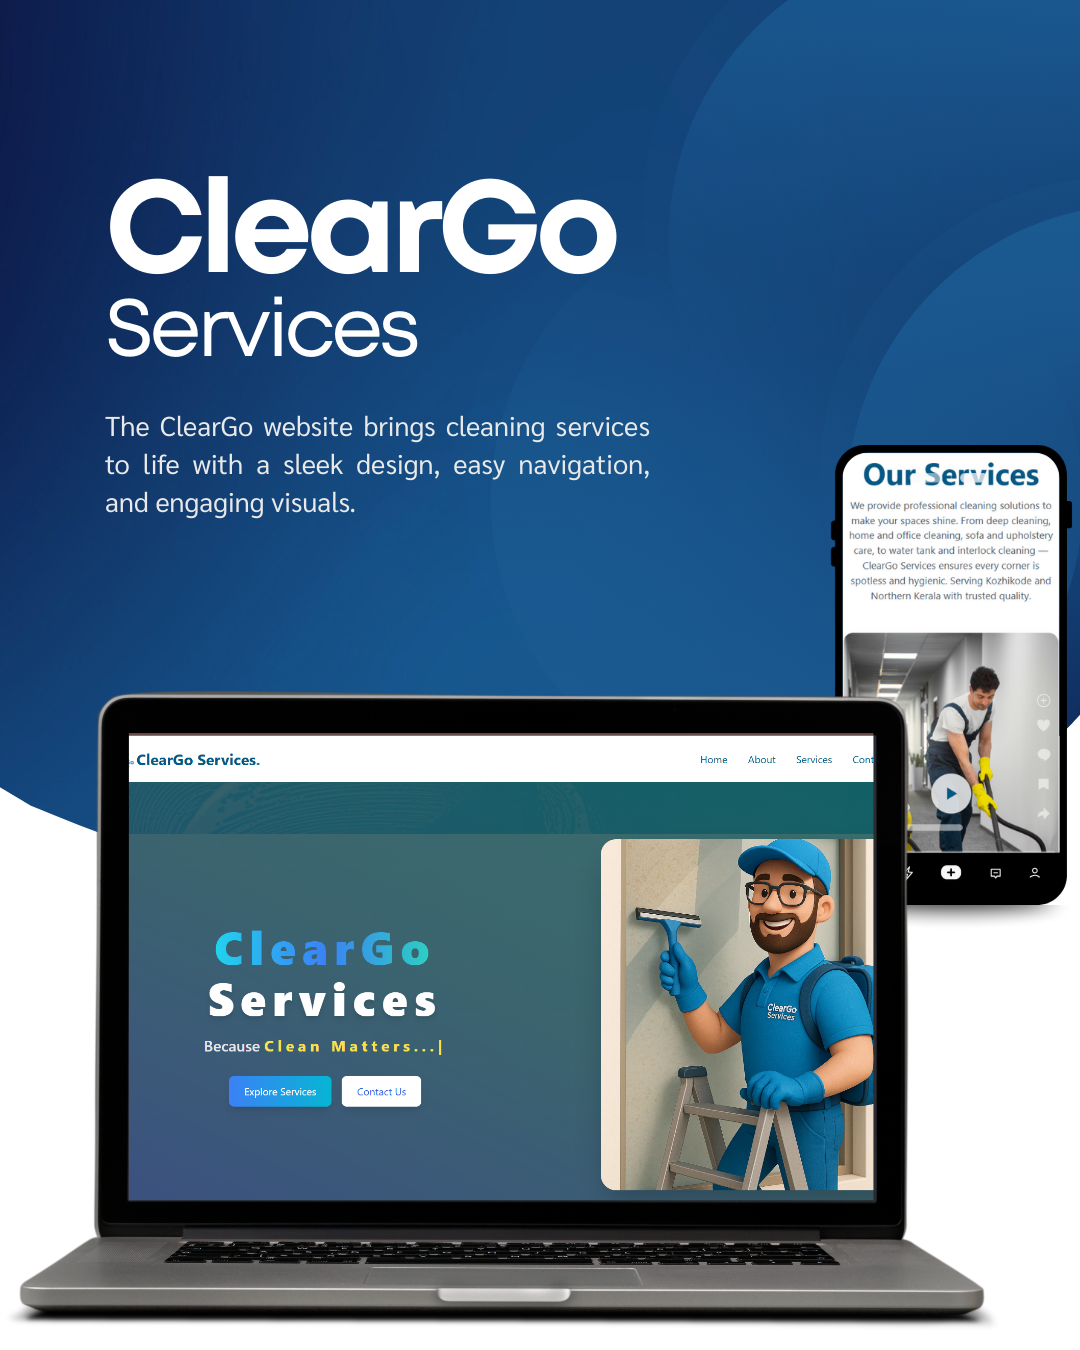 ClearGo
Services
The ClearGo website brings cleaning services
to life with a sleek design, easy navigation,
and engaging visuals.
Our Services
We provide professional cleaning solutions to
make your spaces shine. From deep cleaning,
home and office cleaning, sofa and upholstery
care, to water tank and interlock cleaning —
ClearGo Services ensures every corner is
spotless and hygienic. Serving Kozhikode and
Northern Kerala with trusted quality.
ClearGo Services.
Home About Services Cont
ClearGo
Services
Because Clean Matters...|
Explore Services Contact Us
ClearGo
Services